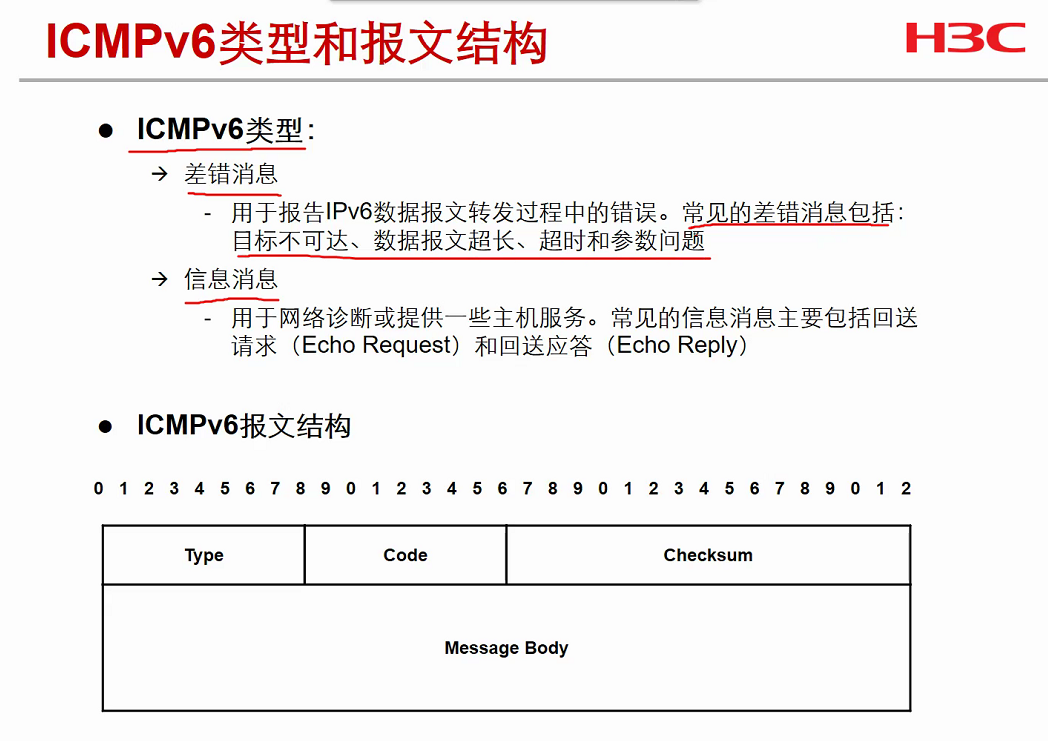 ICMPv6类型和报文结构
H3C
● ICMPv6类型：
→ 差错消息
- 用于报告IPv6数据报文转发过程中的错误。常见的差错消息包括：
目标不可达、数据报文超长、超时和参数问题
→ 信息消息
- 用于网络诊断或提供一些主机服务。常见的信息消息主要包括回送
请求（Echo Request）和回送应答（Echo Reply）
● ICMPv6报文结构
0 1 2 3 4 5 6 7 8 9 0 1 2 3 4 5 6 7 8 9 0 1 2 3 4 5 6 7 8 9 0 1 2
Type Code Checksum
Message Body